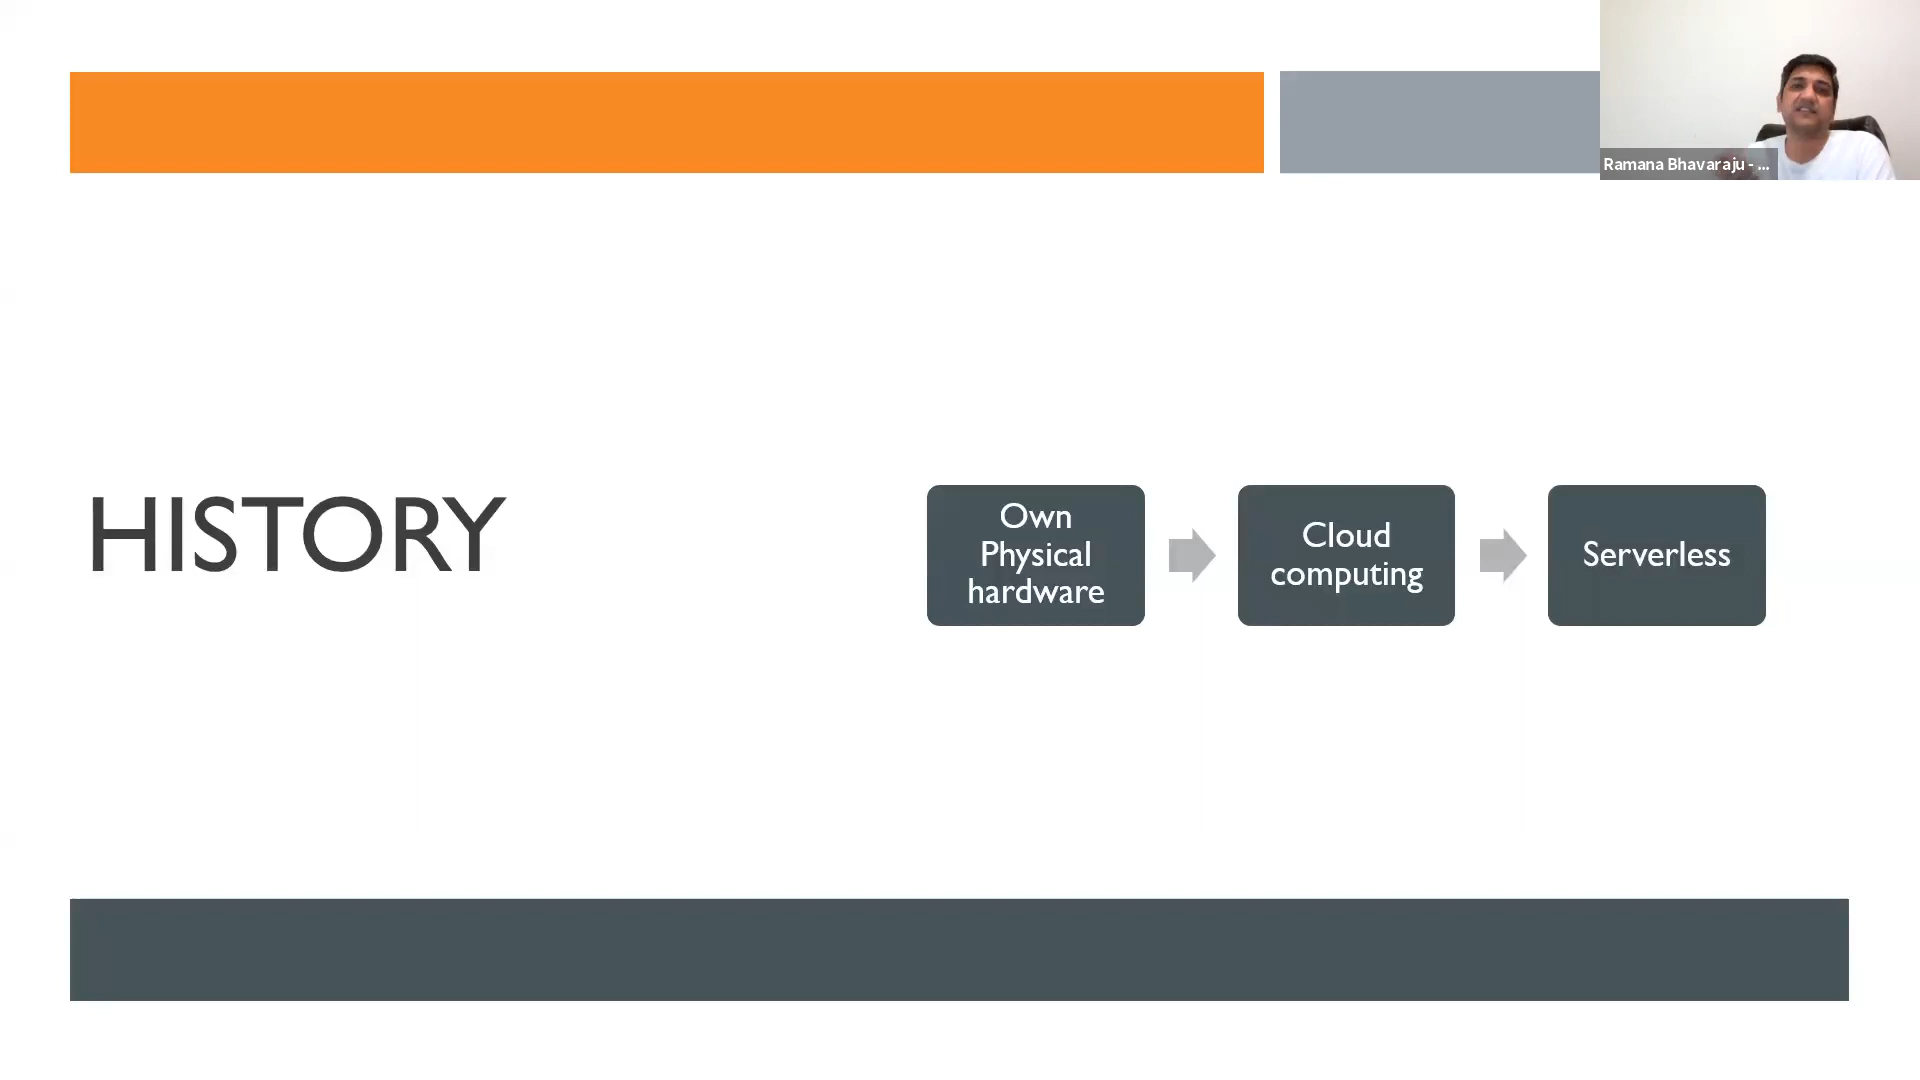 Ramana Bhavaraju - ...
HISTORY
Own
Physical
hardware
Cloud
computing
Serverless